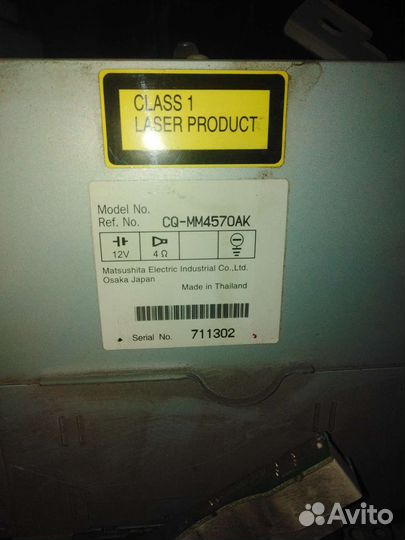 CLASS 1
LASER PRODUCT
Model No.
Ref. No. CQ-MM4570AK
12V 4 Ω
Matsushita Electric Industrial Co.,Ltd.
Osaka Japan
Made in Thailand
Serial No. 711302
Avito